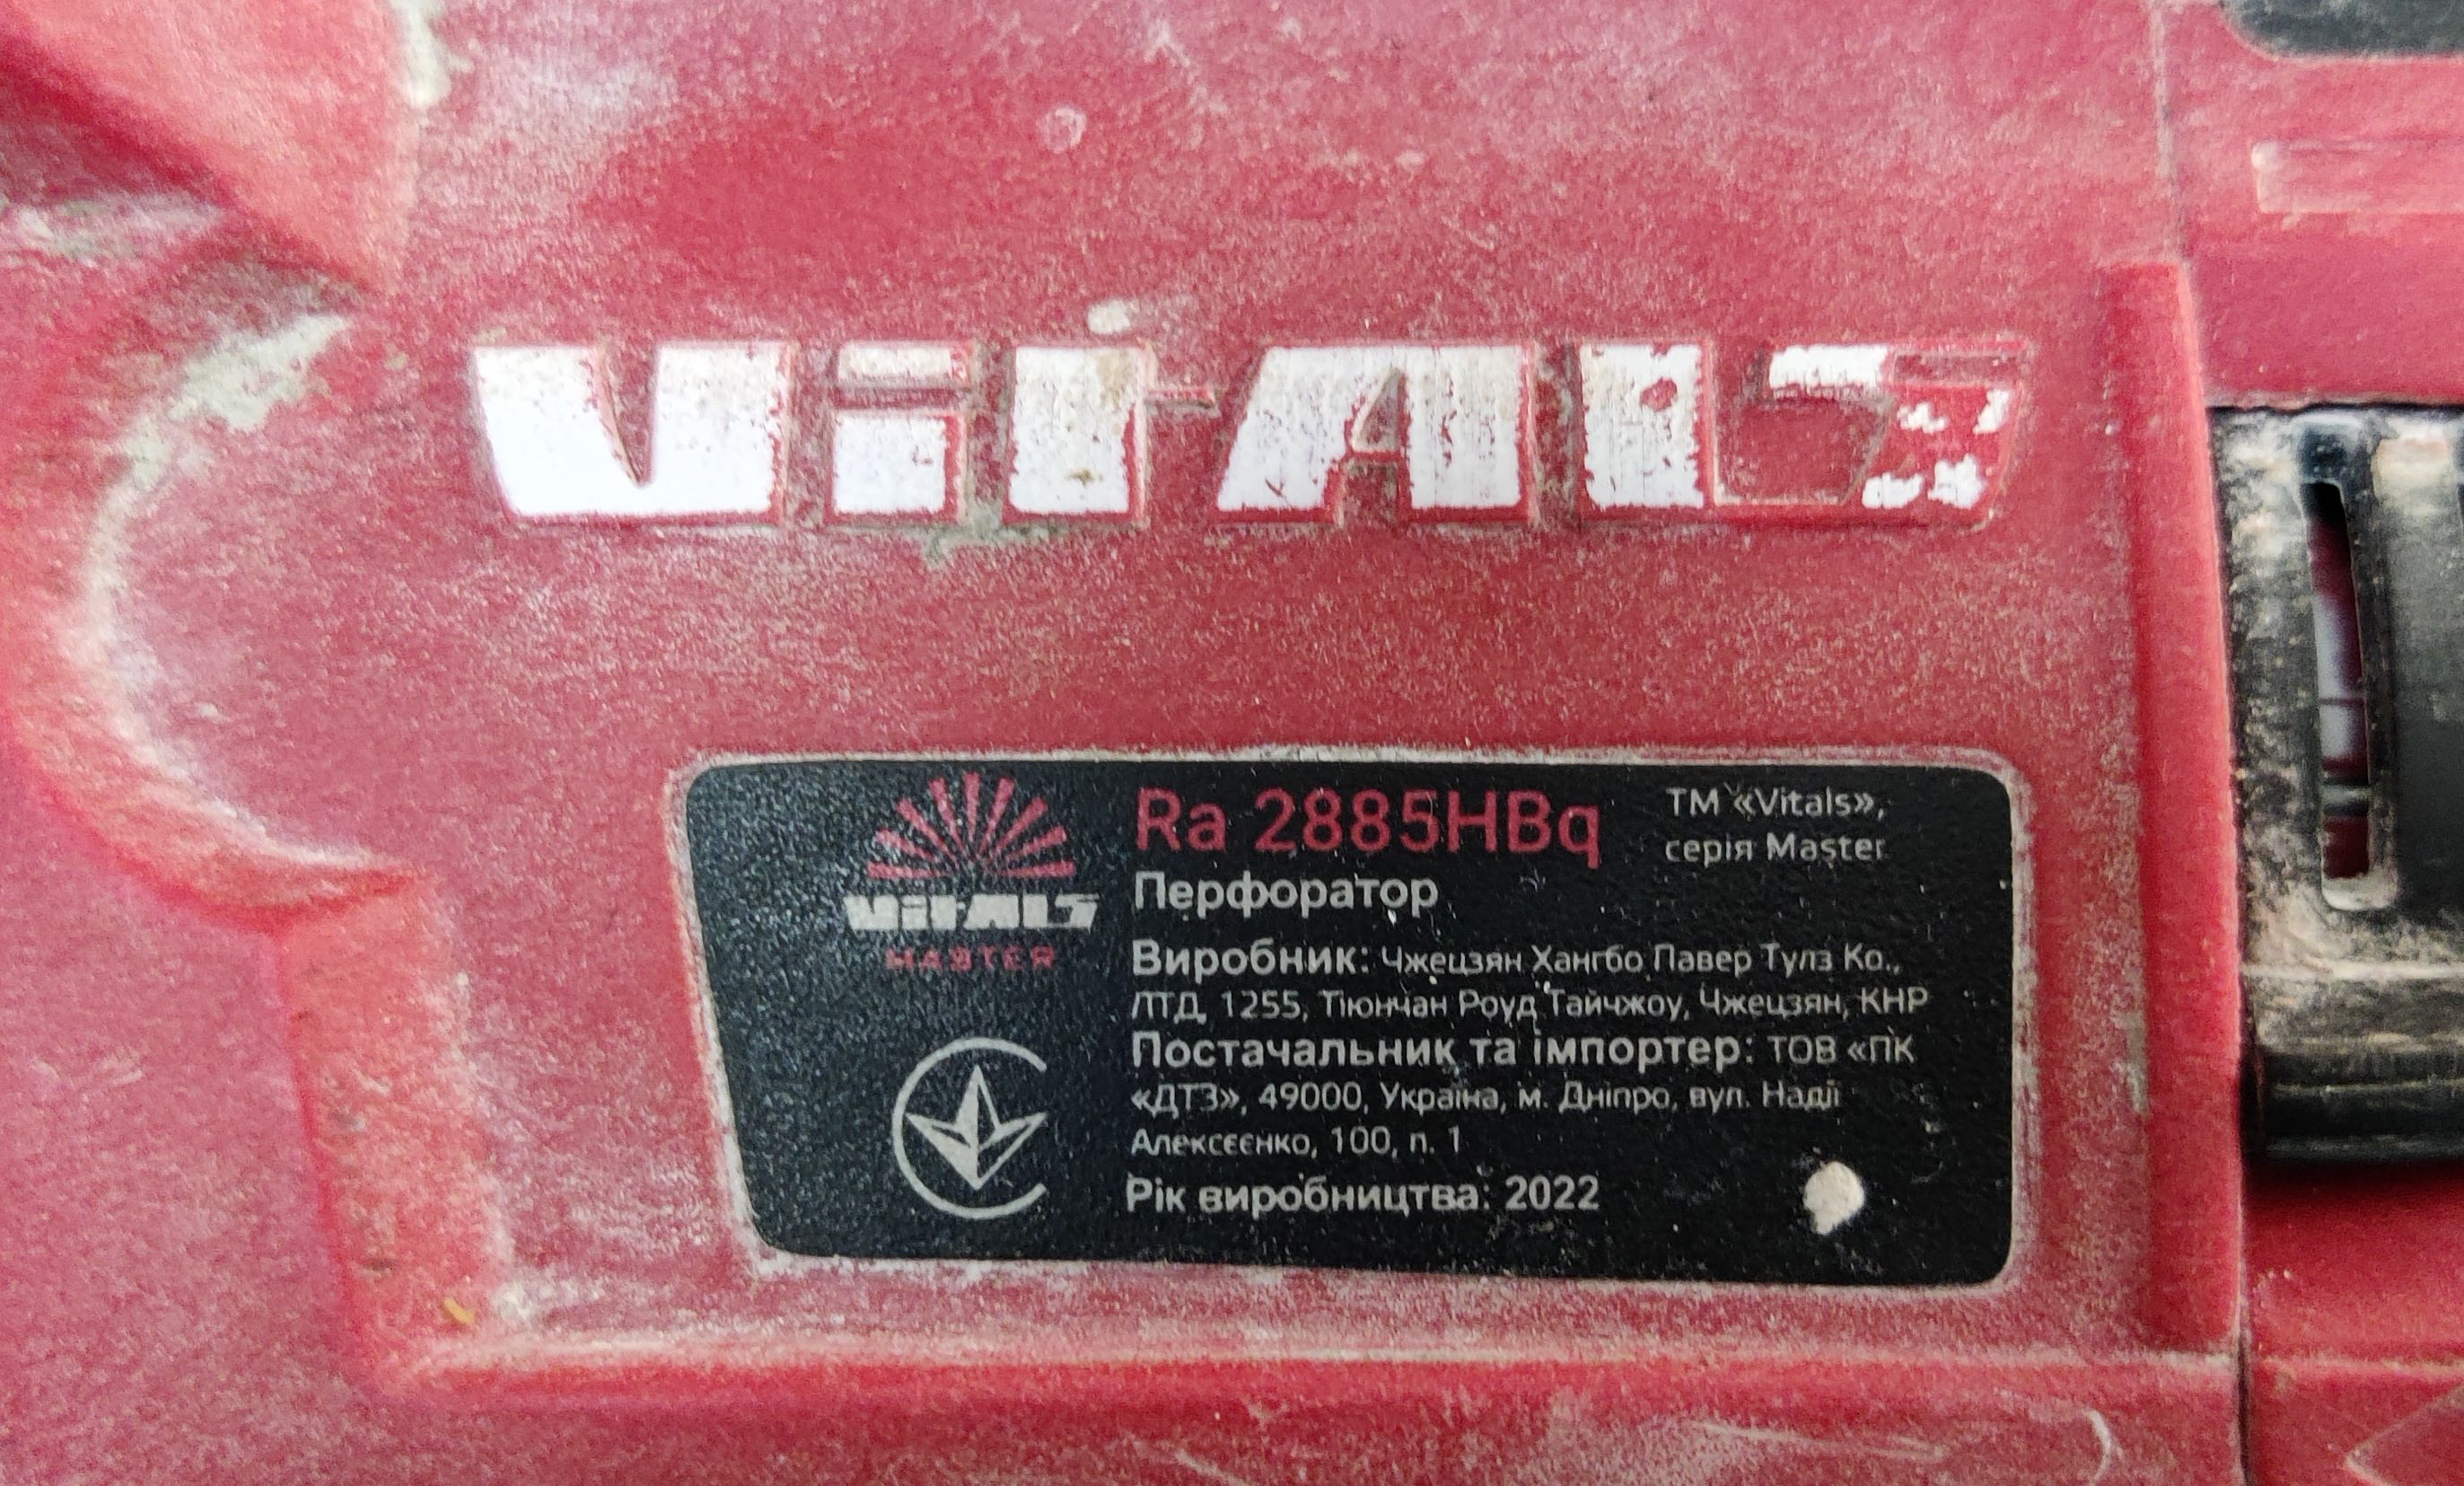 VitALS
Ra 2885HBq
ТМ «Vitals»,
серія Master
VitALS
MASTER
Перфоратор
Виробник: Чжецзян Хангбо Павер Тулз Ко.,
ЛТД, 1255, Тіюнчан Роуд Тайчжоу, Чжецзян, КНР
Постачальник та імпортер: ТОВ «ПК
«ДТЗ», 49000, Україна, м. Дніпро, вул. Надії
Алексєєнко, 100, п. 1
Рік виробництва: 2022